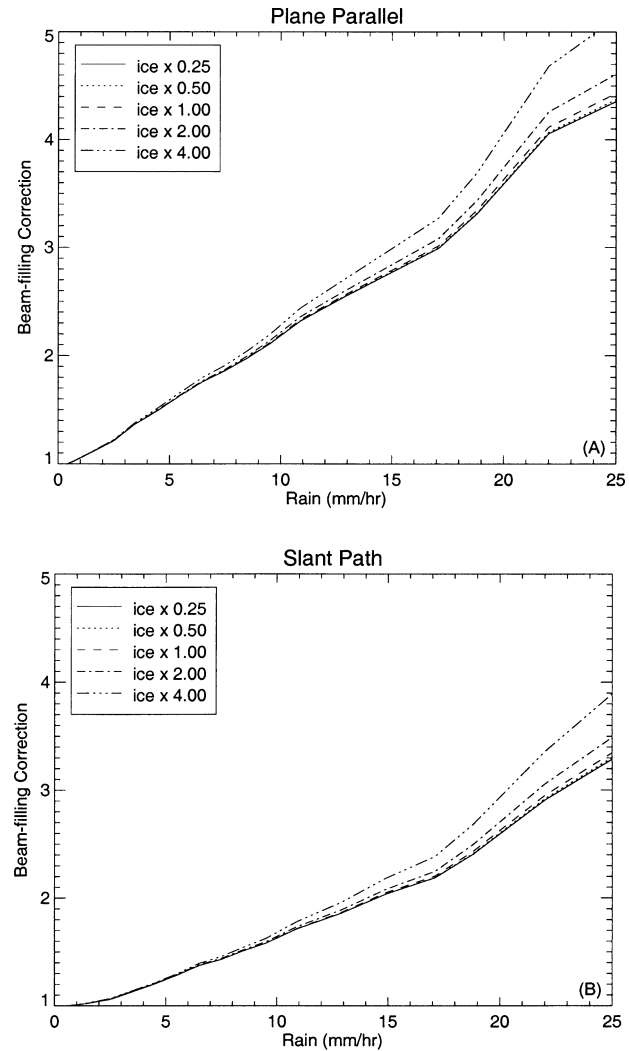 Plane Parallel
5
ice x 0.25
ice x 0.50
ice x 1.00
ice x 2.00
ice x 4.00
4
3
2
1
Beam-filling Correction
(A)
0 5 10 15 20 25
Rain (mm/hr)
Slant Path
5
ice x 0.25
ice x 0.50
ice x 1.00
ice x 2.00
ice x 4.00
4
3
2
1
Beam-filling Correction
(B)
0 5 10 15 20 25
Rain (mm/hr)